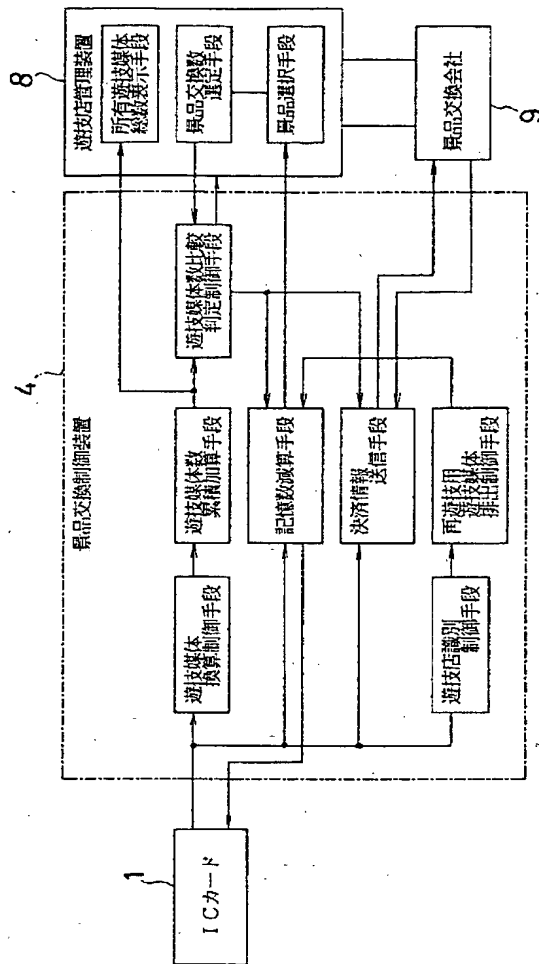 1
ICカード
4
景品交換制御装置
遊技媒体
換算制御手段
遊技媒体数
累積加算手段
遊技媒体数比較
判定制御手段
記憶数減算手段
決済情報
送信手段
遊技店識別
制御手段
再遊技用
遊技媒体
排出制御手段
8
遊技店管理装置
所有遊技媒体
総数表示手段
景品交換数
選定手段
景品選択手段
景品交換会社
9